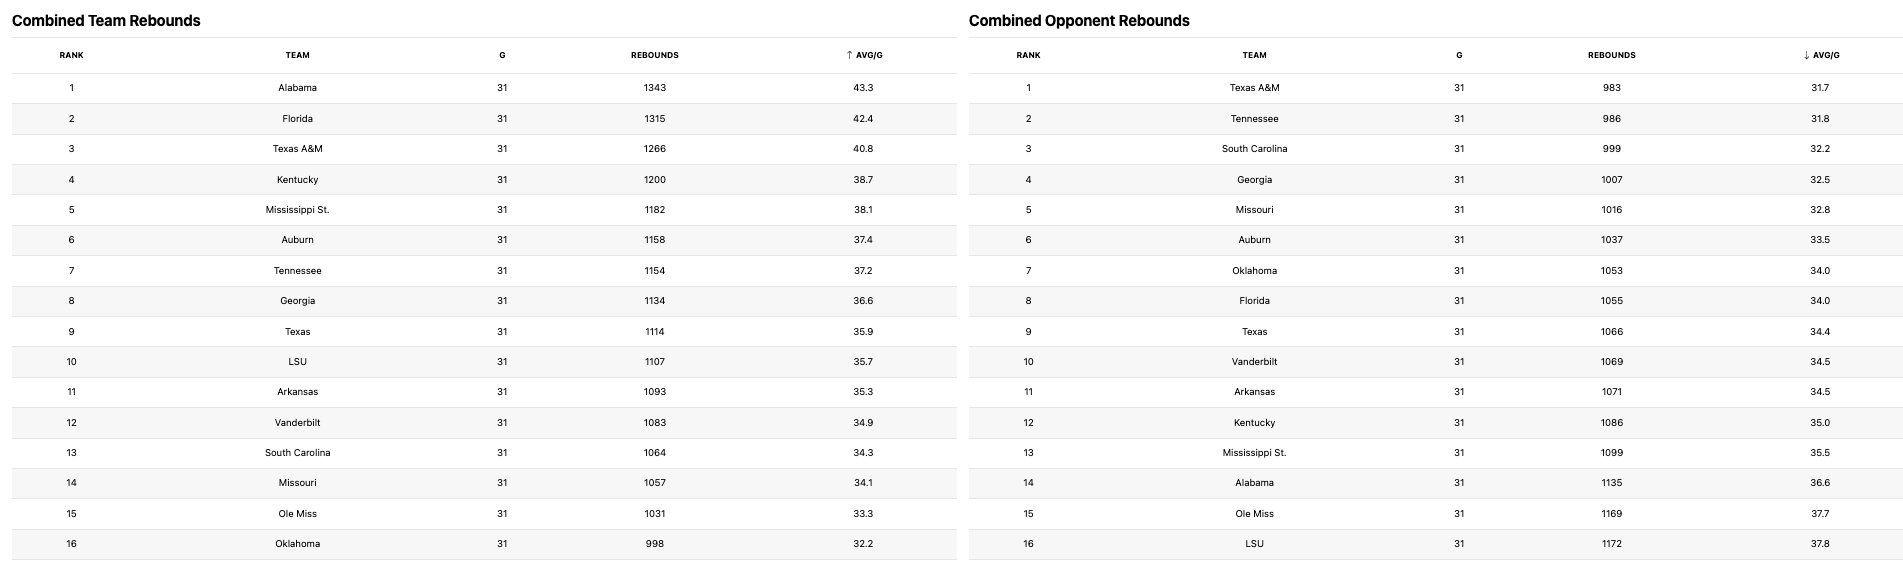 Combined Team Rebounds
RANK TEAM G REBOUNDS ↑ AVG/G
1 Alabama 31 1343 43.3
2 Florida 31 1315 42.4
3 Texas A&M 31 1266 40.8
4 Kentucky 31 1200 38.7
5 Mississippi St. 31 1182 38.1
6 Auburn 31 1158 37.4
7 Tennessee 31 1154 37.2
8 Georgia 31 1134 36.6
9 Texas 31 1114 35.9
10 LSU 31 1107 35.7
11 Arkansas 31 1093 35.3
12 Vanderbilt 31 1083 34.9
13 South Carolina 31 1064 34.3
14 Missouri 31 1057 34.1
15 Ole Miss 31 1031 33.3
16 Oklahoma 31 998 32.2
Combined Opponent Rebounds
RANK TEAM G REBOUNDS ↓ AVG/G
1 Texas A&M 31 983 31.7
2 Tennessee 31 986 31.8
3 South Carolina 31 999 32.2
4 Georgia 31 1007 32.5
5 Missouri 31 1016 32.8
6 Auburn 31 1037 33.5
7 Oklahoma 31 1053 34.0
8 Florida 31 1055 34.0
9 Texas 31 1066 34.4
10 Vanderbilt 31 1069 34.5
11 Arkansas 31 1071 34.5
12 Kentucky 31 1086 35.0
13 Mississippi St. 31 1099 35.5
14 Alabama 31 1135 36.6
15 Ole Miss 31 1169 37.7
16 LSU 31 1172 37.8